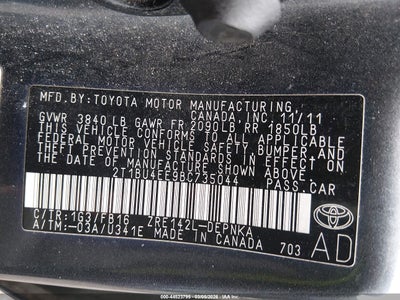 MFD.BY:TOYOTA MOTOR MANUFACTURING,
CANADA,INC.11/11
GVWR 3840LB GAWR FR 2090LB RR 1850LB
THIS VEHICLE CONFORMS TO ALL APPLICABLE
FEDERAL MOTOR VEHICLE SAFETY, BUMPER, AND
THEFT PREVENTION STANDARDS IN EFFECT ON
THE DATE OF MANUFACTURE SHOWN ABOVE.
2T1BU4EE9BC735044 PASS.CAR
C/TR:1G3/FB16 ZRE142L-DEPNKA
A/TM:-03A/U341E MADE IN CANADA 703
TOYOTA
AD